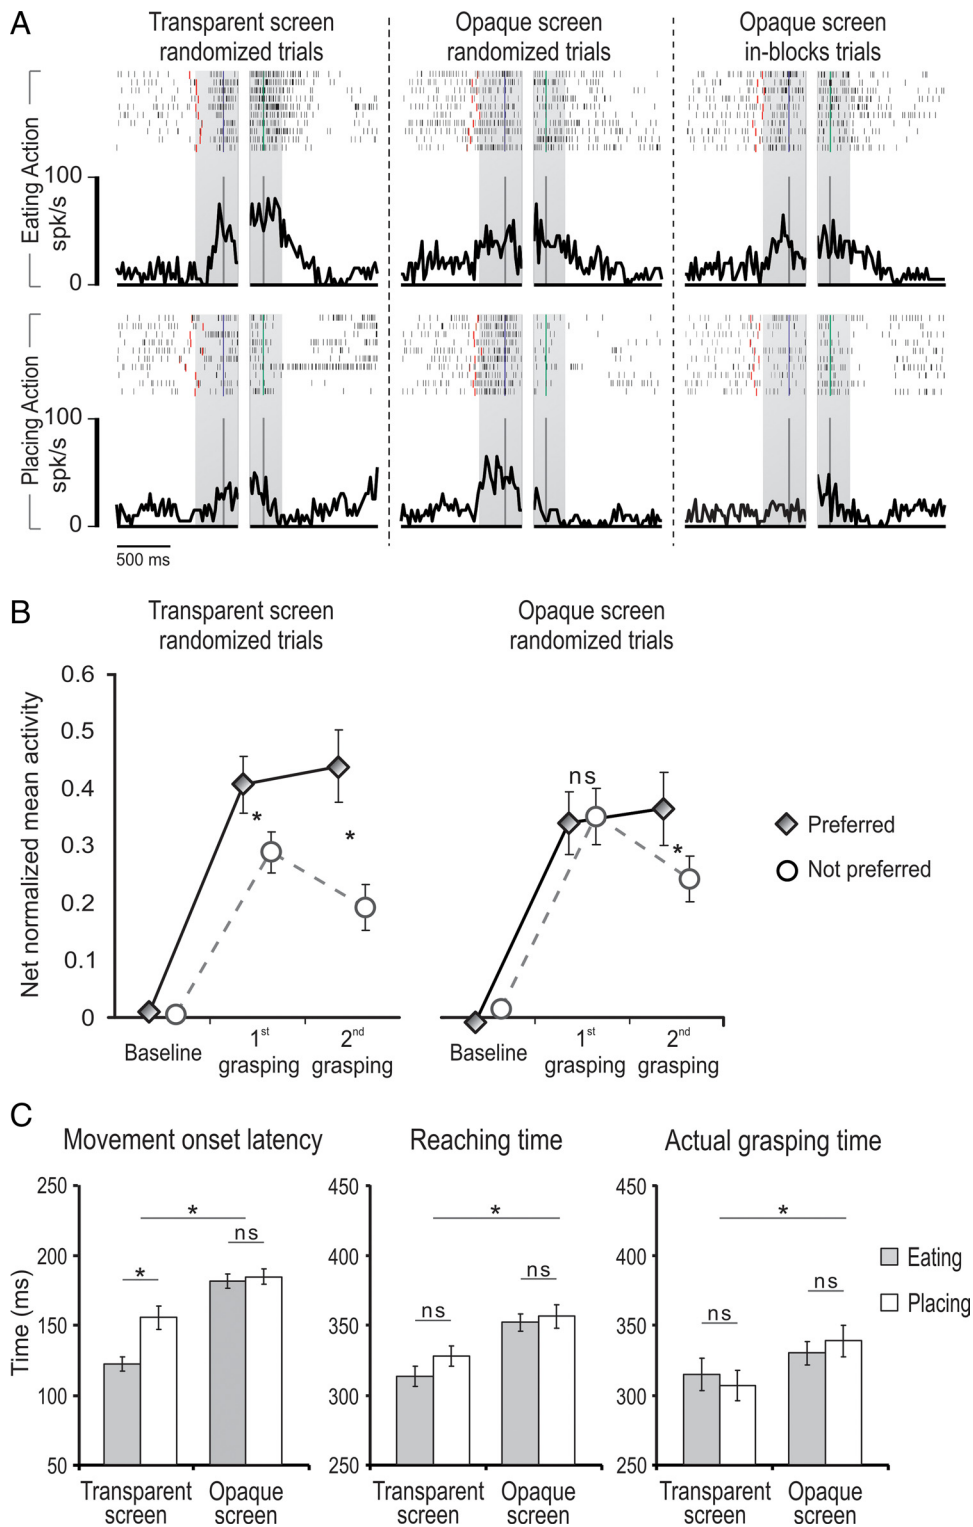 A
Transparent screen
randomized trials
Opaque screen
randomized trials
Opaque screen
in-blocks trials
Eating Action
100
spk/s
0
Placing Action
100
spk/s
0
500 ms
B
Transparent screen
randomized trials
Opaque screen
randomized trials
Net normalized mean activity
0.6
0.5
0.4
0.3
0.2
0.1
0
*
*
ns
*
Preferred
Not preferred
Baseline
1st
grasping
2nd
grasping
Baseline
1st
grasping
2nd
grasping
C
Movement onset latency
Reaching time
Actual grasping time
Time (ms)
250
200
150
100
50
*
*
ns
Transparent
screen
Opaque
screen
450
400
350
300
250
*
ns
ns
Transparent
screen
Opaque
screen
450
400
350
300
250
*
ns
ns
Transparent
screen
Opaque
screen
Eating
Placing